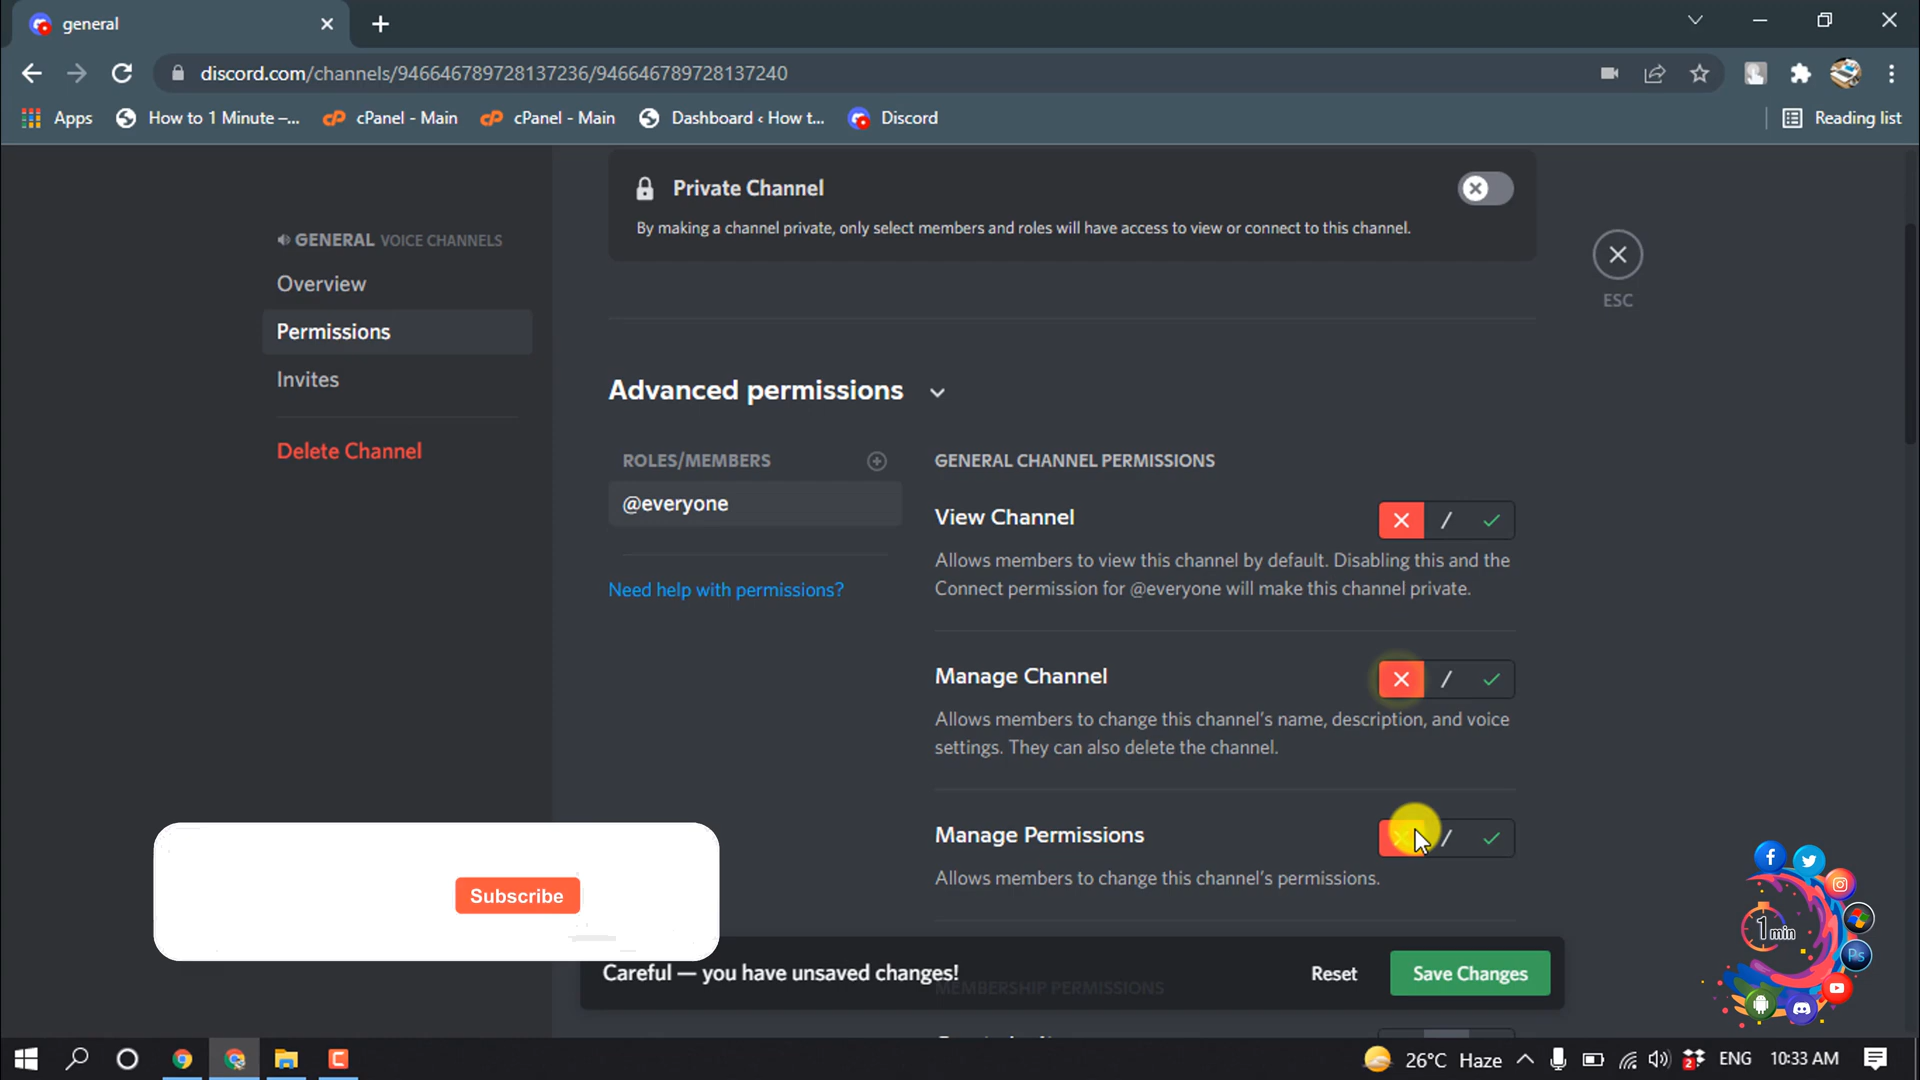 general
discord.com/channels/946646789728137236/946646789728137240
Apps
How to 1 Minute –...
cPanel - Main
cPanel - Main
Dashboard ‹ How t...
Discord
Reading list
Private Channel
By making a channel private, only select members and roles will have access to view or connect to this channel.
GENERAL VOICE CHANNELS
Overview
Permissions
Invites
Delete Channel
ESC
Advanced permissions
ROLES/MEMBERS
@everyone
Need help with permissions?
GENERAL CHANNEL PERMISSIONS
View Channel
Allows members to view this channel by default. Disabling this and the
Connect permission for @everyone will make this channel private.
Manage Channel
Allows members to change this channel's name, description, and voice
settings. They can also delete the channel.
Manage Permissions
Allows members to change this channel's permissions.
Subscribe
Careful — you have unsaved changes!
Reset
Save Changes
MEMBERSHIP PERMISSIONS
1 min
Ps
26°C Haze
2
ENG
10:33 AM